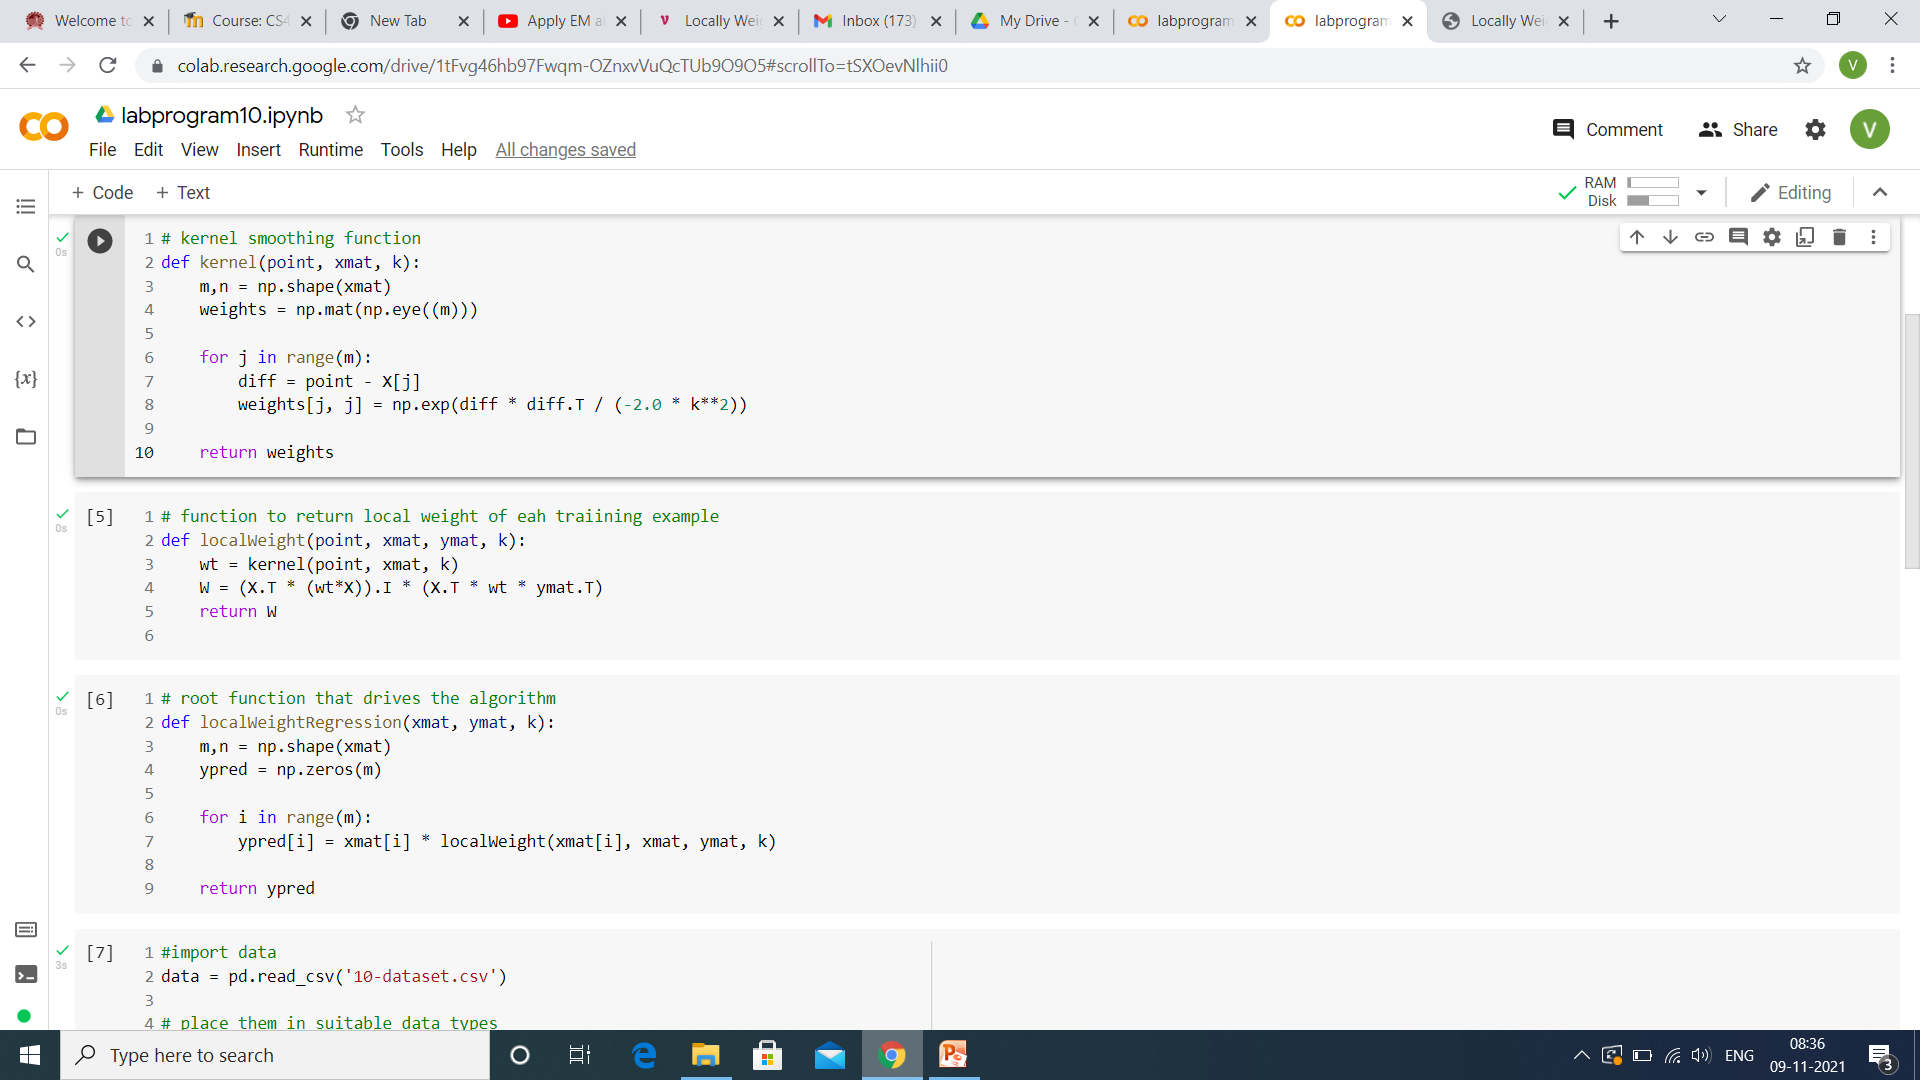 Welcome to
Course: CS4
New Tab
Apply EM a
Locally Wei
Inbox (173)
My Drive -
labprogram
labprogram
Locally Wei
colab.research.google.com/drive/1tFvg46hb97Fwqm-OZnxvVuQcTUb9O9O5#scrollTo=tSXOevNlhii0
V
labprogram10.ipynb
Comment
Share
V
File Edit View Insert Runtime Tools Help All changes saved
+ Code + Text
RAM
Disk
Editing
0s
1 # kernel smoothing function
2 def kernel(point, xmat, k):
3 m,n = np.shape(xmat)
4 weights = np.mat(np.eye((m)))
5
6 for j in range(m):
7 diff = point - X[j]
8 weights[j, j] = np.exp(diff * diff.T / (-2.0 * k**2))
9
10 return weights
0s
[5]
1 # function to return local weight of eah traiining example
2 def localWeight(point, xmat, ymat, k):
3 wt = kernel(point, xmat, k)
4 W = (X.T * (wt*X)).I * (X.T * wt * ymat.T)
5 return W
6
0s
[6]
1 # root function that drives the algorithm
2 def localWeightRegression(xmat, ymat, k):
3 m,n = np.shape(xmat)
4 ypred = np.zeros(m)
5
6 for i in range(m):
7 ypred[i] = xmat[i] * localWeight(xmat[i], xmat, ymat, k)
8
9 return ypred
3s
[7]
1 #import data
2 data = pd.read_csv('10-dataset.csv')
3
4 # place them in suitable data types
Type here to search
ENG
08:36
09-11-2021
3